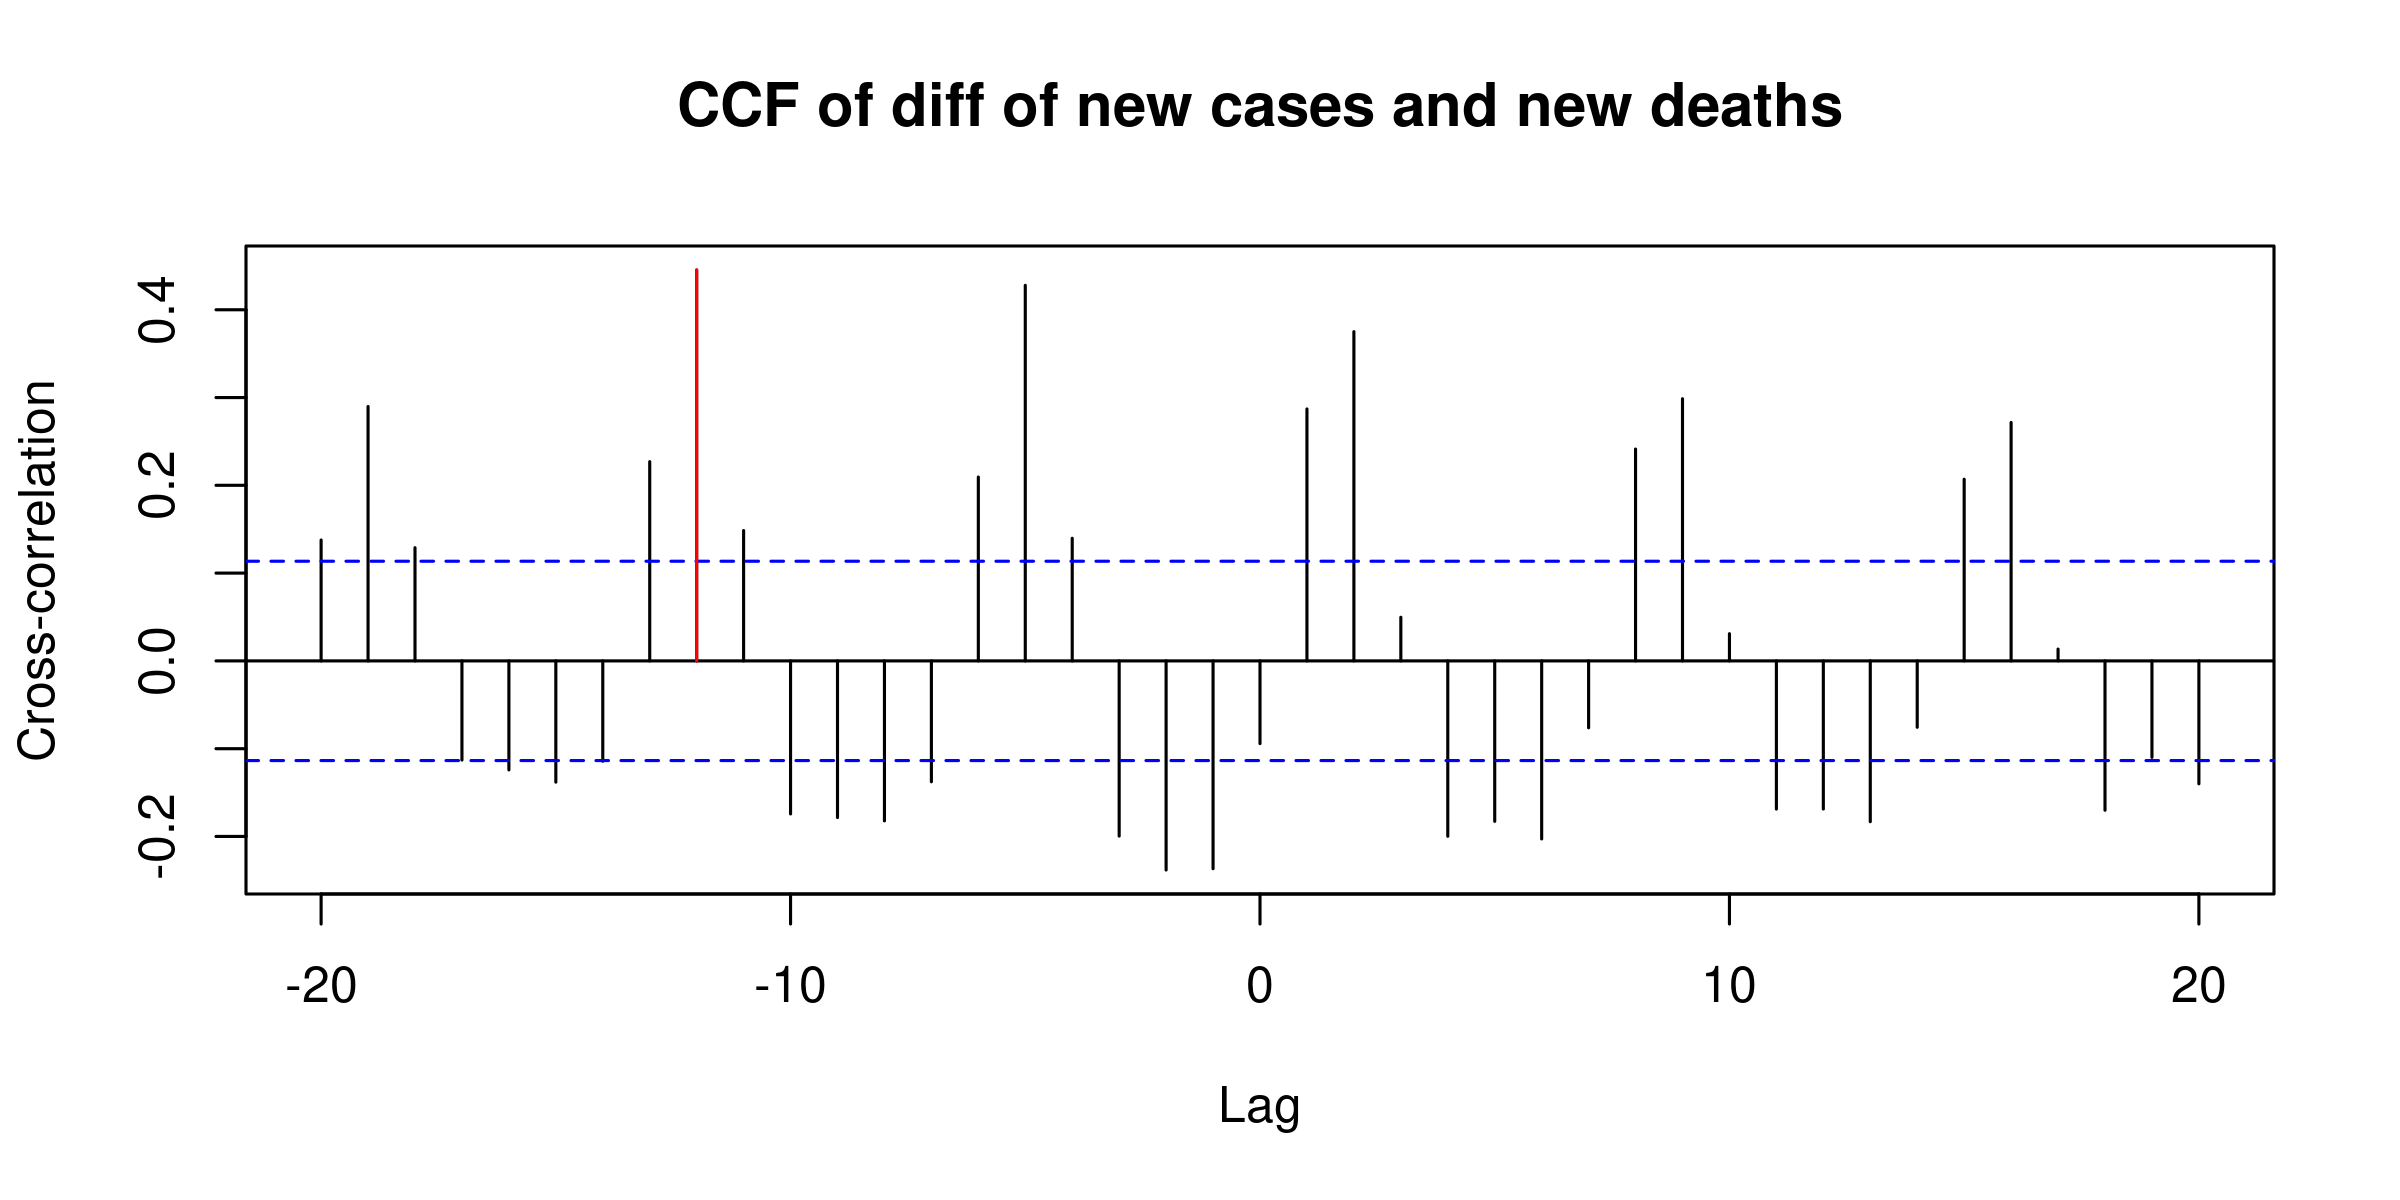 CCF of diff of new cases and new deaths
Cross-correlation
0.4
0.2
0.0
-0.2
-20 -10 0 10 20
Lag